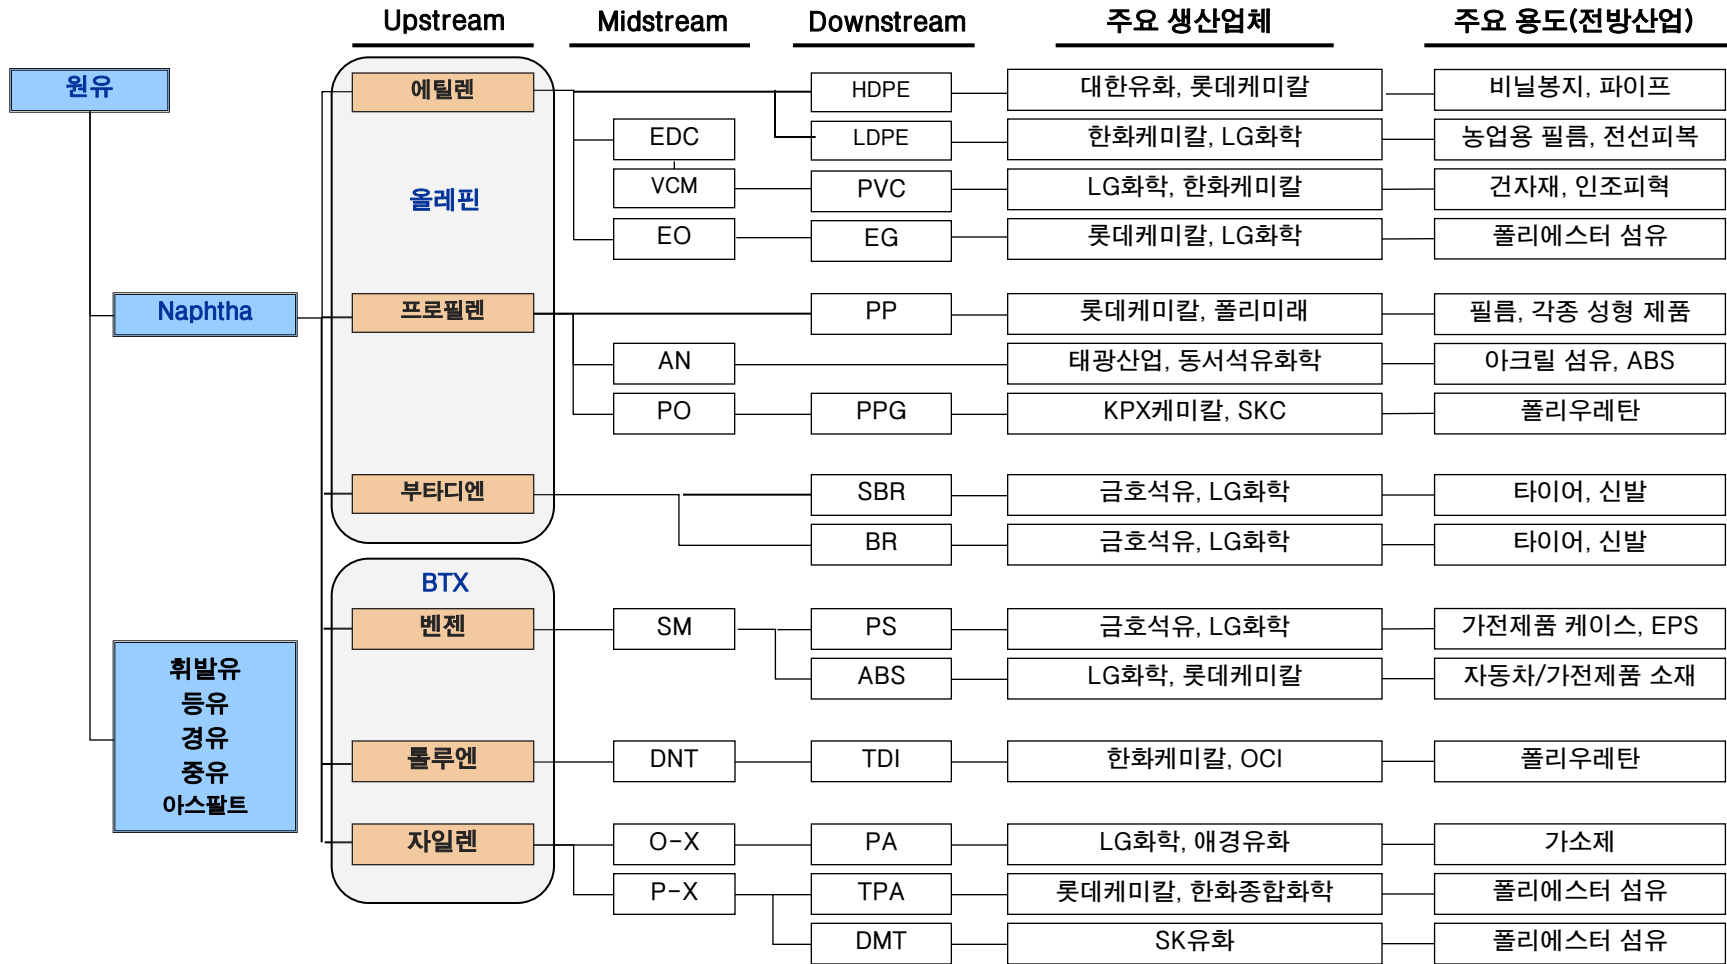 Upstream
Midstream
Downstream
주요 생산업체
주요 용도(전방산업)
원유
에틸렌
HDPE
대한유화, 롯데케미칼
비닐봉지, 파이프
EDC
LDPE
한화케미칼, LG화학
농업용 필름, 전선피복
올레핀
VCM
PVC
LG화학, 한화케미칼
건자재, 인조피혁
EO
EG
롯데케미칼, LG화학
폴리에스터 섬유
Naphtha
프로필렌
PP
롯데케미칼, 폴리미래
필름, 각종 성형 제품
AN
태광산업, 동서석유화학
아크릴 섬유, ABS
PO
PPG
KPX케미칼, SKC
폴리우레탄
부타디엔
SBR
금호석유, LG화학
타이어, 신발
BR
금호석유, LG화학
타이어, 신발
BTX
벤젠
SM
PS
금호석유, LG화학
가전제품 케이스, EPS
ABS
LG화학, 롯데케미칼
자동차/가전제품 소재
휘발유
등유
경유
중유
아스팔트
톨루엔
DNT
TDI
한화케미칼, OCI
폴리우레탄
자일렌
O-X
PA
LG화학, 애경유화
가소제
P-X
TPA
롯데케미칼, 한화종합화학
폴리에스터 섬유
DMT
SK유화
폴리에스터 섬유